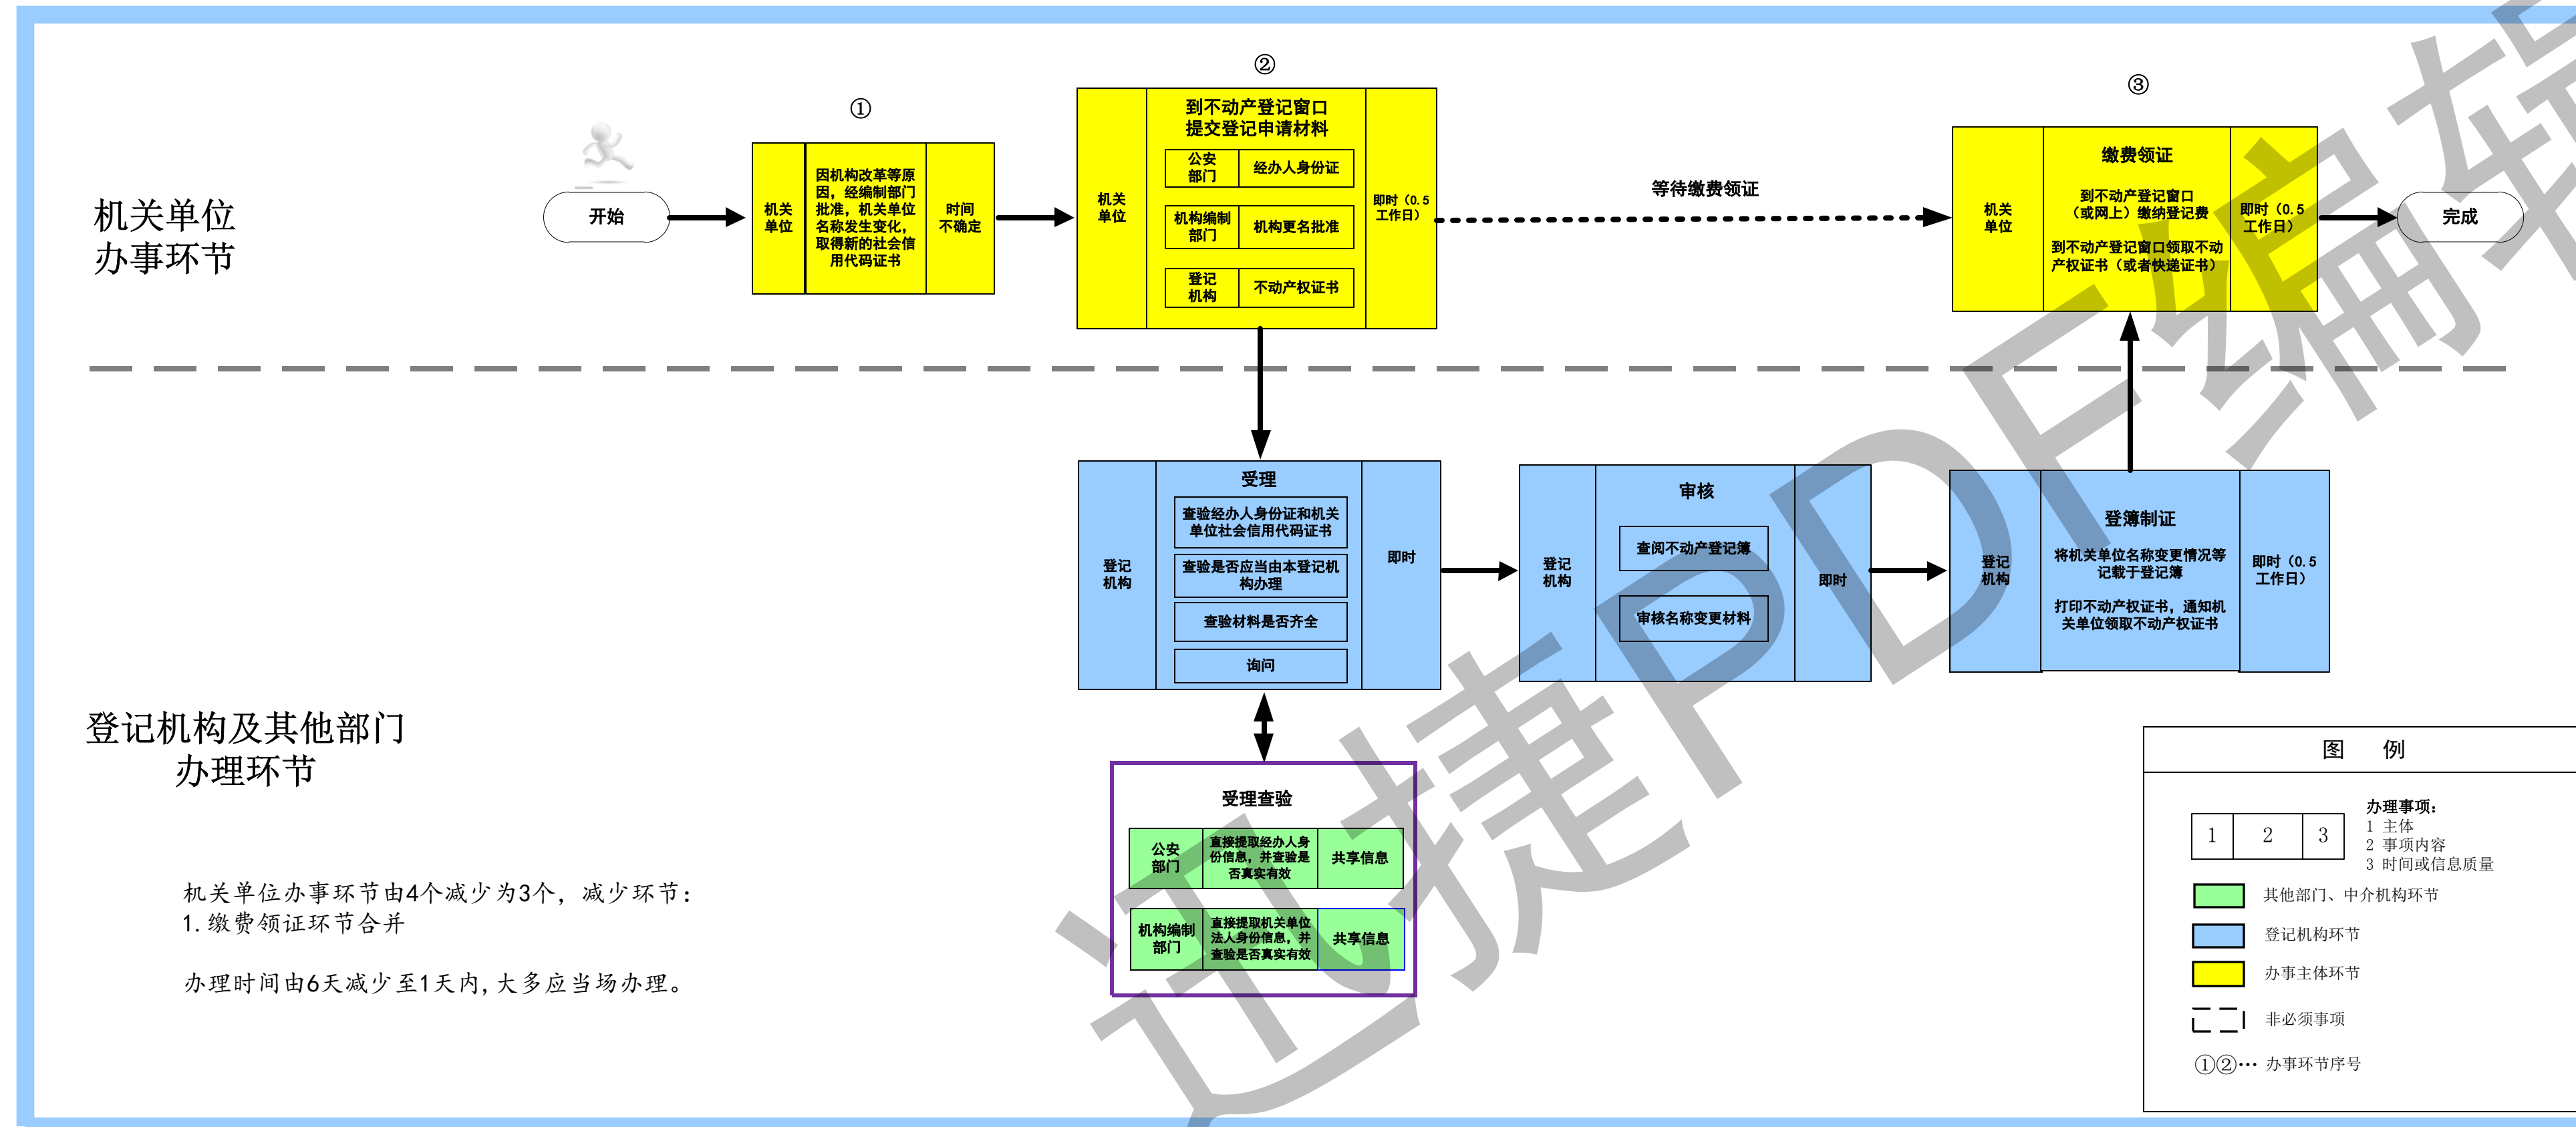 机关单位
办事环节
开始
①
机关
单位
因机构改革等原
因，经编制部门
批准，机关单位
名称发生变化，
取得新的社会信
用代码证书
时间
不确定
②
机关
单位
到不动产登记窗口
提交登记申请材料
公安
部门
经办人身份证
机构编制
部门
机构更名批准
登记
机构
不动产权证书
即时（0.5
工作日）
等待缴费领证
③
机关
单位
缴费领证
到不动产登记窗口
（或网上）缴纳登记费
到不动产登记窗口领取不动
产权证书（或者快递证书）
即时（0.5
工作日）
完成
登记机构及其他部门
办理环节
登记
机构
受理
查验经办人身份证和机关
单位社会信用代码证书
查验是否应当由本登记机
构办理
查验材料是否齐全
询问
即时
登记
机构
审核
查阅不动产登记簿
审核名称变更材料
即时
登记
机构
登簿制证
将机关单位名称变更情况等
记载于登记簿
打印不动产权证书，通知机
关单位领取不动产权证书
即时（0.5
工作日）
受理查验
公安
部门
直接提取经办人身
份信息，并查验是
否真实有效
共享信息
机构编制
部门
直接提取机关单位
法人身份信息，并
查验是否真实有效
共享信息
机关单位办事环节由4个减少为3个，减少环节：
1.缴费领证环节合并
办理时间由6天减少至1天内,大多应当场办理。
图 例
1 2 3
办理事项：
1 主体
2 事项内容
3 时间或信息质量
其他部门、中介机构环节
登记机构环节
办事主体环节
非必须事项
①②… 办事环节序号
迅捷PDF编辑